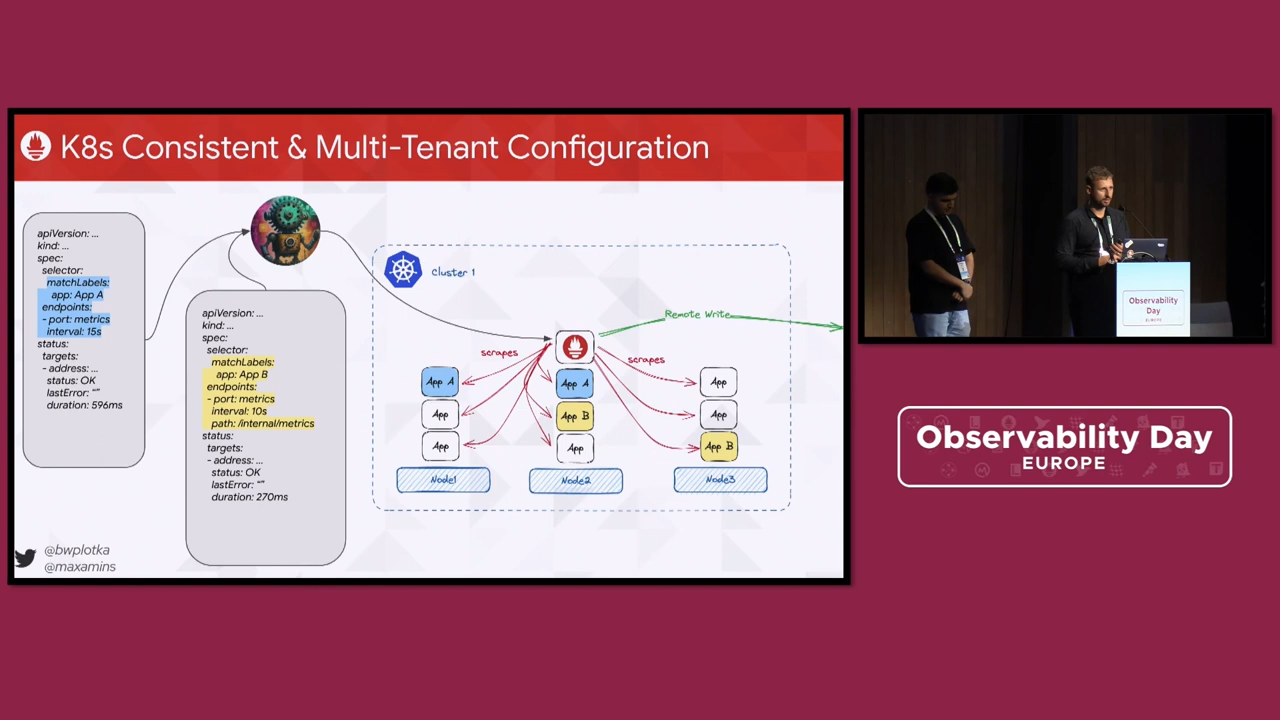 K8s Consistent & Multi-Tenant Configuration
apiVersion: ...
kind: ...
spec:
selector:
matchLabels:
app: App A
endpoints:
- port: metrics
interval: 15s
status:
targets:
- address: ...
status: OK
lastError: “”
duration: 596ms
apiVersion: ...
kind: ...
spec:
selector:
matchLabels:
app: App B
endpoints:
- port: metrics
interval: 10s
path: /internal/metrics
status:
targets:
- address: ...
status: OK
lastError: “”
duration: 270ms
Cluster 1
Remote Write
scrapes
scrapes
App A
App
App
Node1
App A
App B
App
Node2
App
App
App B
Node3
@bwplotka
@maxamins
Observability
Day
EUROPE
Observability Day
EUROPE